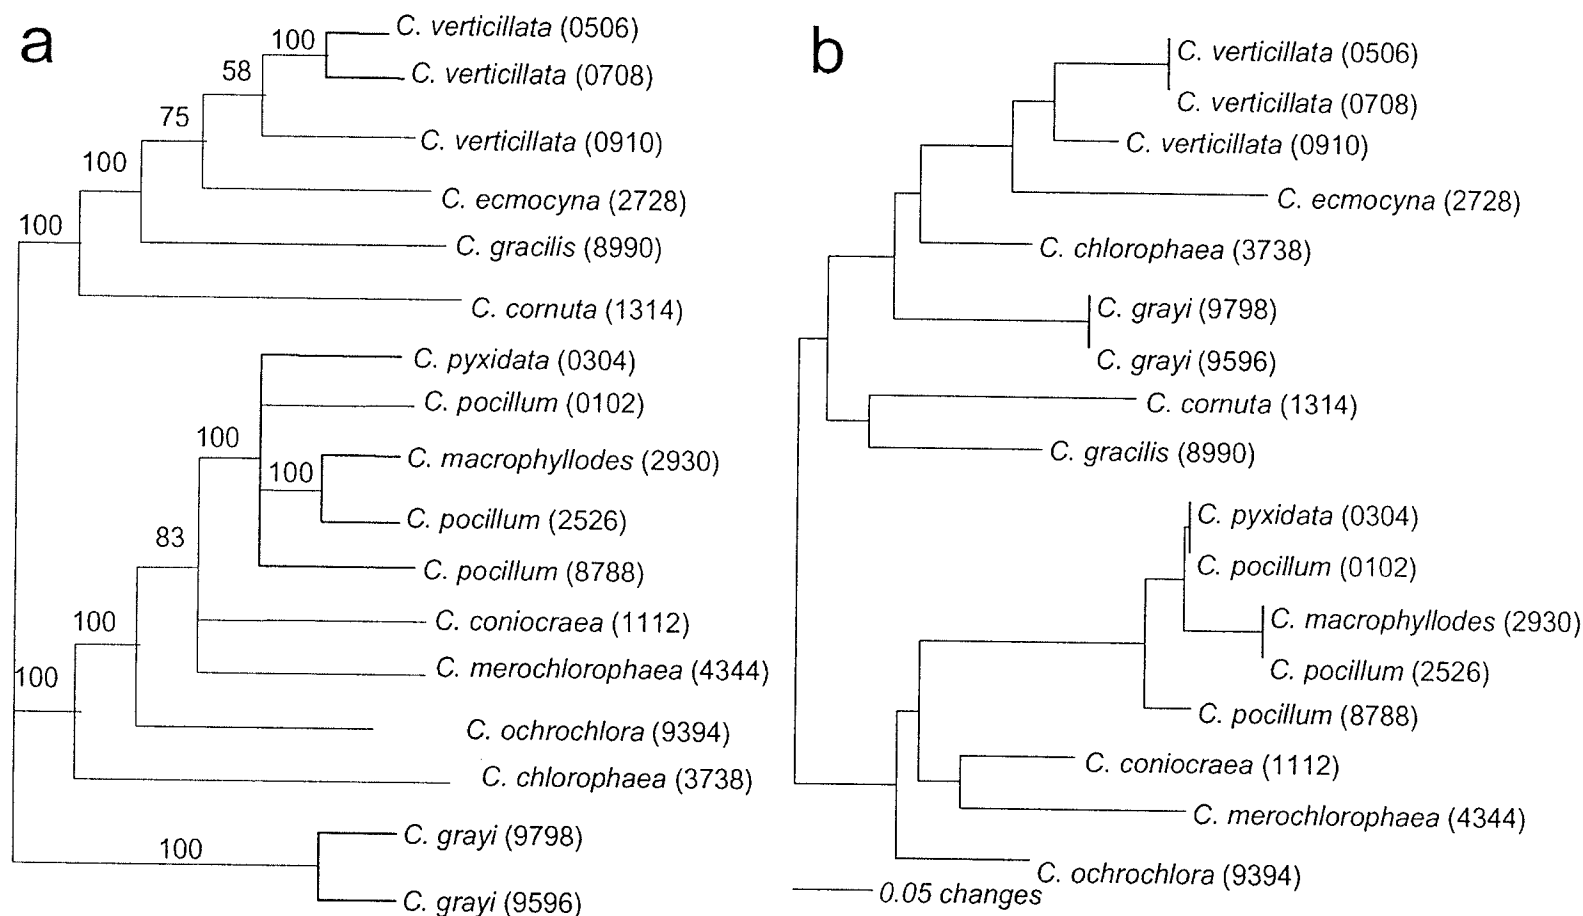 a
100
C. verticillata (0506)
58
C. verticillata (0708)
75
C. verticillata (0910)
100
C. ecmocyna (2728)
100
C. gracilis (8990)
C. cornuta (1314)
C. pyxidata (0304)
C. pocillum (0102)
100
C. macrophyllodes (2930)
100
C. pocillum (2526)
83
C. pocillum (8788)
C. coniocraea (1112)
100
C. merochlorophaea (4344)
100
C. ochrochlora (9394)
C. chlorophaea (3738)
C. grayi (9798)
100
C. grayi (9596)
b
C. verticillata (0506)
C. verticillata (0708)
C. verticillata (0910)
C. ecmocyna (2728)
C. chlorophaea (3738)
C. grayi (9798)
C. grayi (9596)
C. cornuta (1314)
C. gracilis (8990)
C. pyxidata (0304)
C. pocillum (0102)
C. macrophyllodes (2930)
C. pocillum (2526)
C. pocillum (8788)
C. coniocraea (1112)
C. merochlorophaea (4344)
C. ochrochlora (9394)
0.05 changes